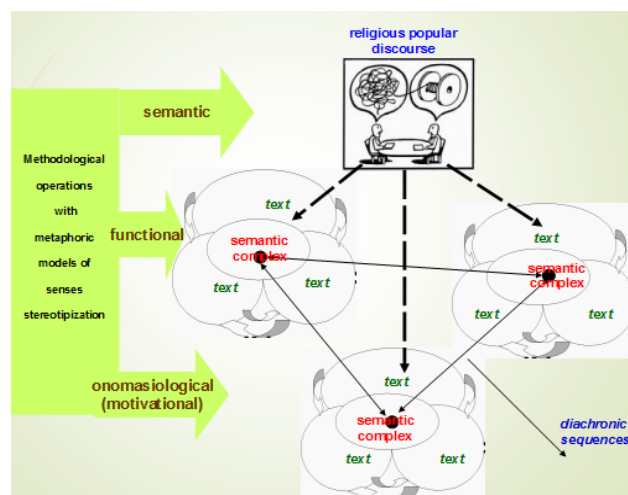 religious popular
discourse
semantic
Methodological
operations
with
metaphoric
models of
senses
stereotipization
functional
onomasiological
(motivational)
text
semantic
complex
text
text
text
semantic
complex
text
text
text
semantic
complex
text
text
diachronic
sequences